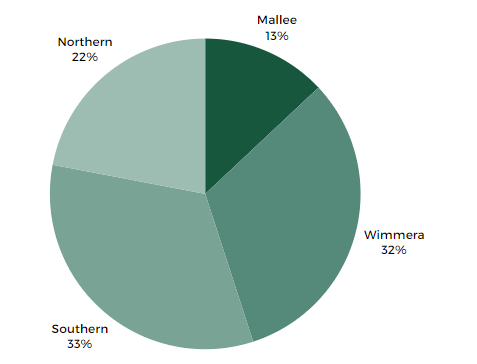 Mallee
13%
Northern
22%
Wimmera
32%
Southern
33%